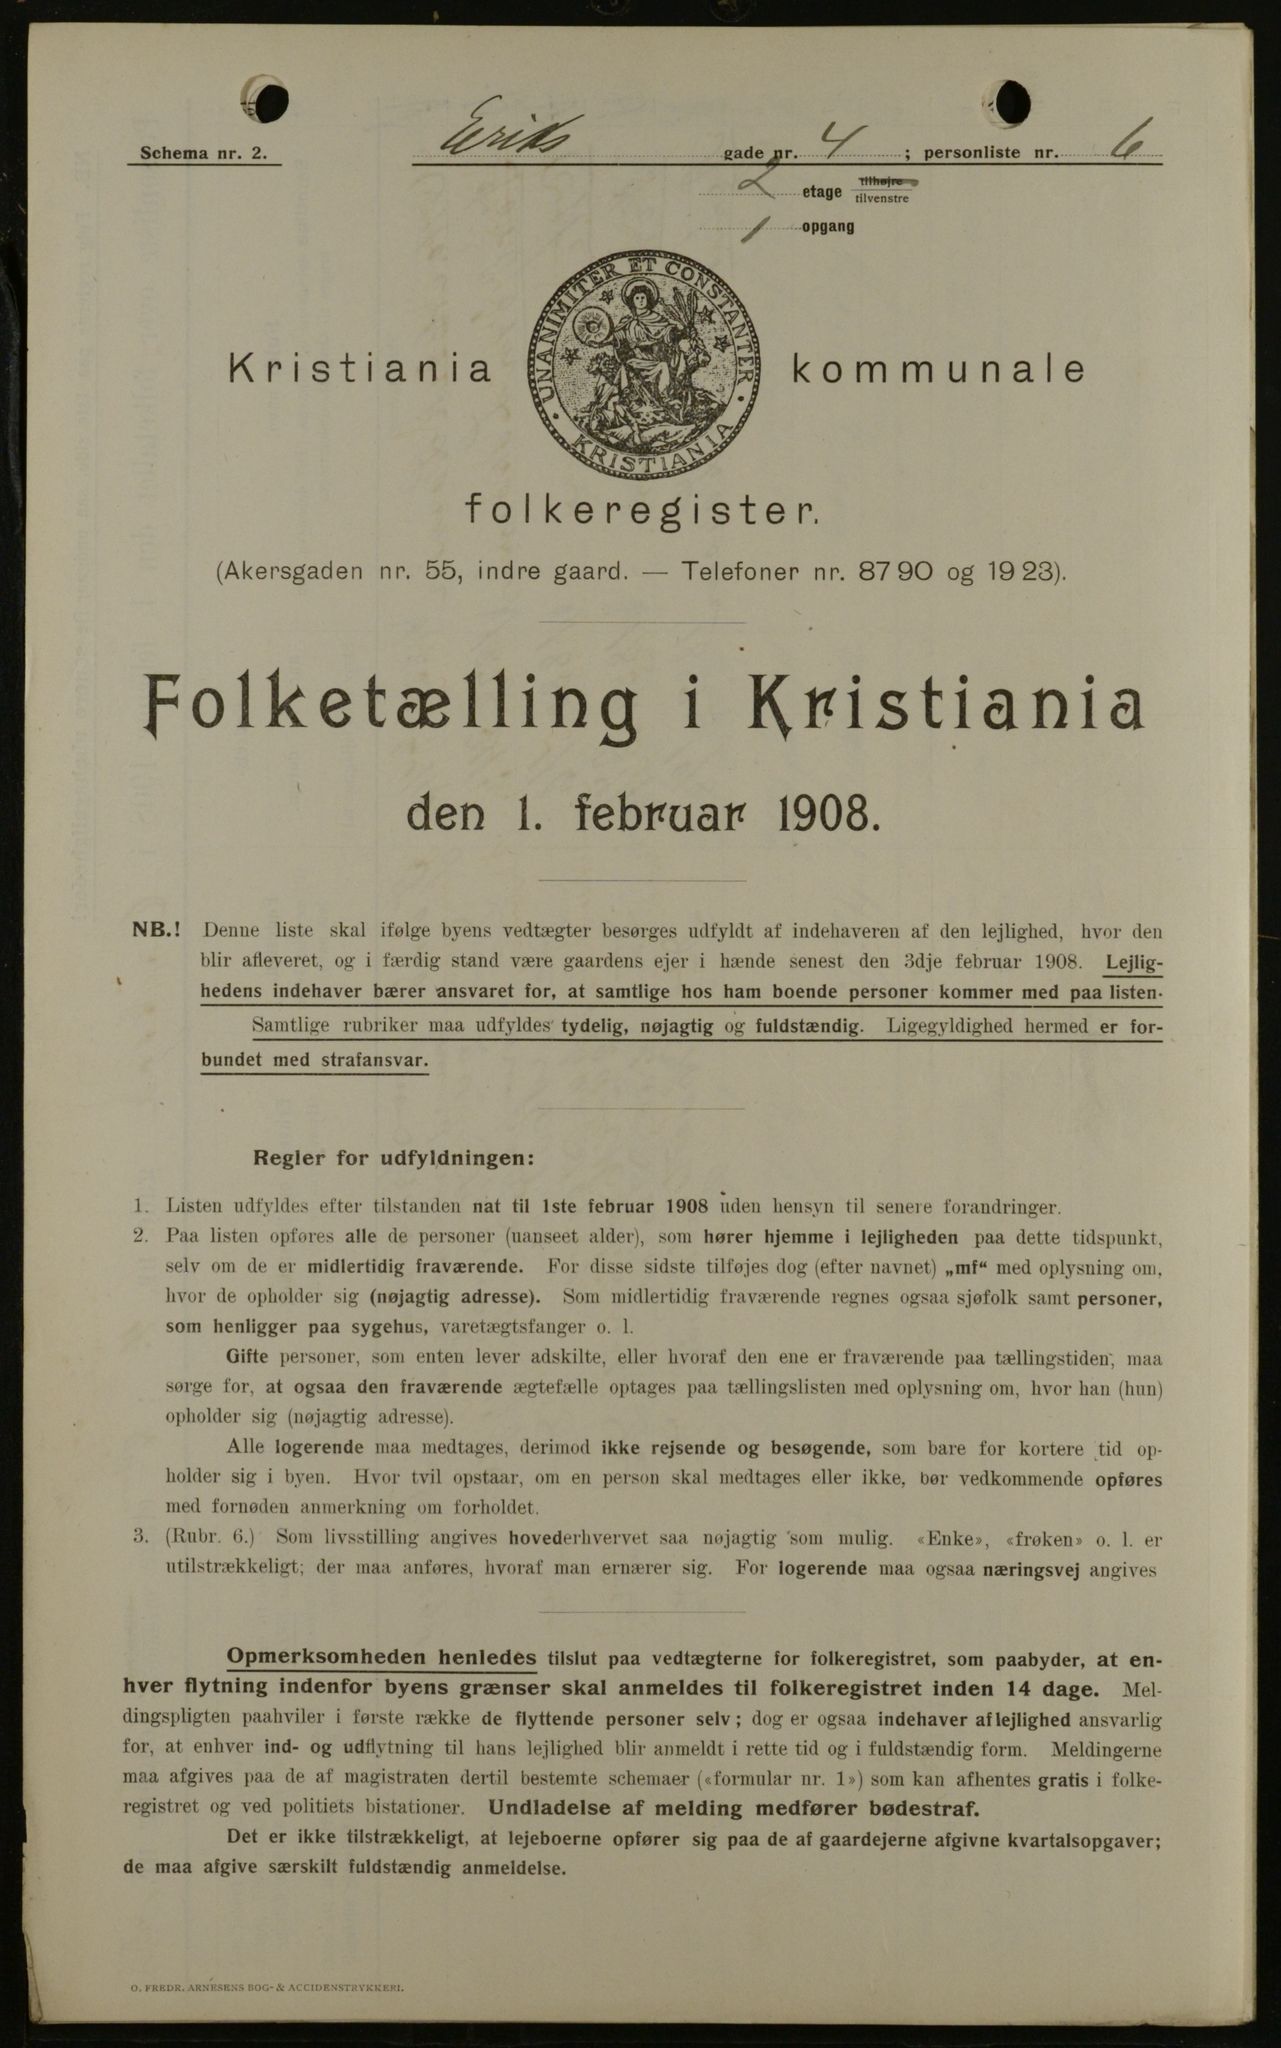 Schema nr. 2.
Eriks gade nr. 4 ; personliste nr. 6
2 etage tilhøjre
tilvenstre
1 opgang
UNANIMITER ET CONSTANTER
KRISTIANIA
Kristiania kommunale
folkeregister.
(Akersgaden nr. 55, indre gaard. — Telefoner nr. 87 90 og 19 23).
Folketælling i Kristiania
den 1. februar 1908.
NB.! Denne liste skal ifølge byens vedtægter besørges udfyldt af indehaveren af den lejlighed, hvor den
blir afleveret, og i færdig stand være gaardens ejer i hænde senest den 3dje februar 1908. Lejlig-
hedens indehaver bærer ansvaret for, at samtlige hos ham boende personer kommer med paa listen.
Samtlige rubriker maa udfyldes tydelig, nøjagtig og fuldstændig. Ligegyldighed hermed er for-
bundet med strafansvar.
Regler for udfyldningen:
1. Listen udfyldes efter tilstanden nat til 1ste februar 1908 uden hensyn til senere forandringer.
2. Paa listen opføres alle de personer (uanseet alder), som hører hjemme i lejligheden paa dette tidspunkt,
selv om de er midlertidig fraværende. For disse sidste tilføjes dog (efter navnet) „mf“ med oplysning om,
hvor de opholder sig (nøjagtig adresse). Som midlertidig fraværende regnes ogsaa sjøfolk samt personer,
som henligger paa sygehus, varetægtsfanger o. l.
Gifte personer, som enten lever adskilte, eller hvoraf den ene er fraværende paa tællingstiden, maa
sørge for, at ogsaa den fraværende ægtefælle optages paa tællingslisten med oplysning om, hvor han (hun)
opholder sig (nøjagtig adresse).
Alle logerende maa medtages, derimod ikke rejsende og besøgende, som bare for kortere tid op-
holder sig i byen. Hvor tvil opstaar, om en person skal medtages eller ikke, bør vedkommende opføres
med fornøden anmerkning om forholdet.
3. (Rubr. 6.) Som livsstilling angives hovederhvervet saa nøjagtig som mulig. «Enke», «frøken» o. l. er
utilstrækkeligt; der maa anføres, hvoraf man ernærer sig. For logerende maa ogsaa næringsvej angives
Opmerksomheden henledes tilslut paa vedtægterne for folkeregistret, som paabyder, at en-
hver flytning indenfor byens grænser skal anmeldes til folkeregistret inden 14 dage. Mel-
dingspligten paahviler i første række de flyttende personer selv; dog er ogsaa indehaver af lejlighed ansvarlig
for, at enhver ind- og udflytning til hans lejlighed blir anmeldt i rette tid og i fuldstændig form. Meldingerne
maa afgives paa de af magistraten dertil bestemte schemaer («formular nr. 1») som kan afhentes gratis i folke-
registret og ved politiets bistationer. Undladelse af melding medfører bødestraf.
Det er ikke tilstrækkeligt, at lejeboerne opfører sig paa de af gaardejerne afgivne kvartalsopgaver;
de maa afgive særskilt fuldstændig anmeldelse.
O. FREDR. ARNESENS BOG- & ACCIDENSTRYKKERI.